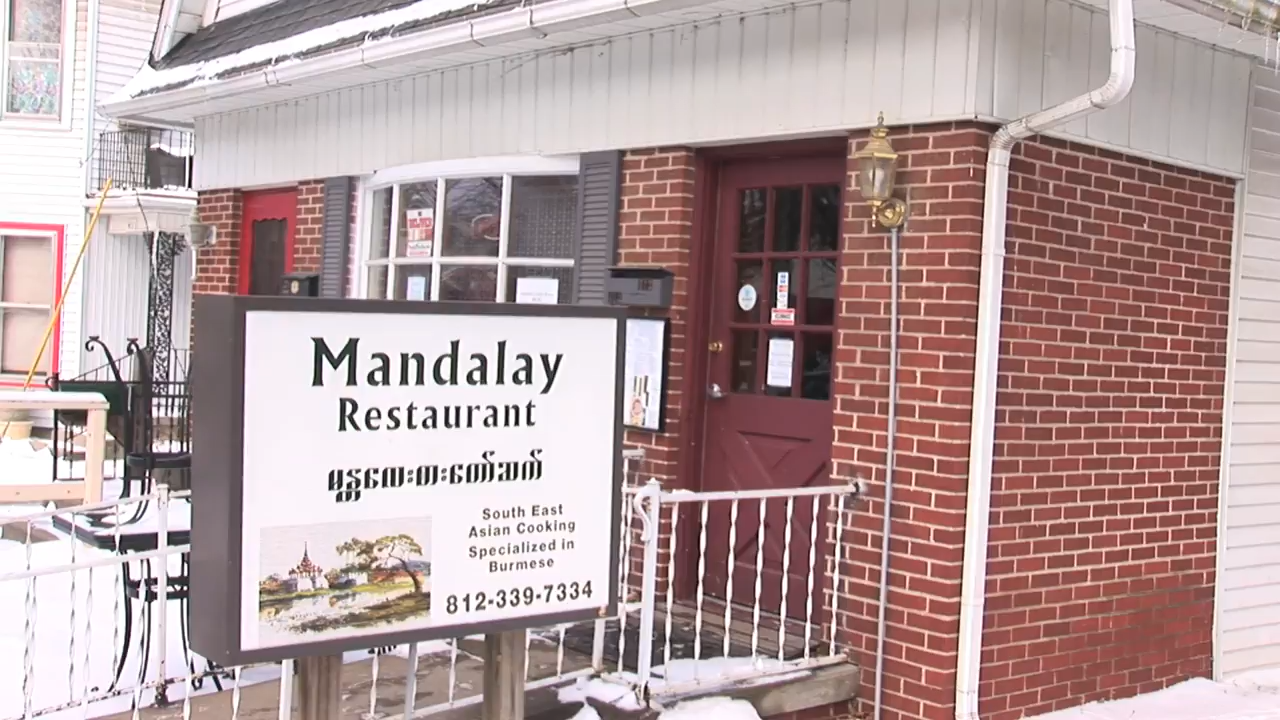 Mandalay
Restaurant
မန္တလေးထးတော်ဆက်
South East
Asian Cooking
Specialized in
Burmese
812-339-7334